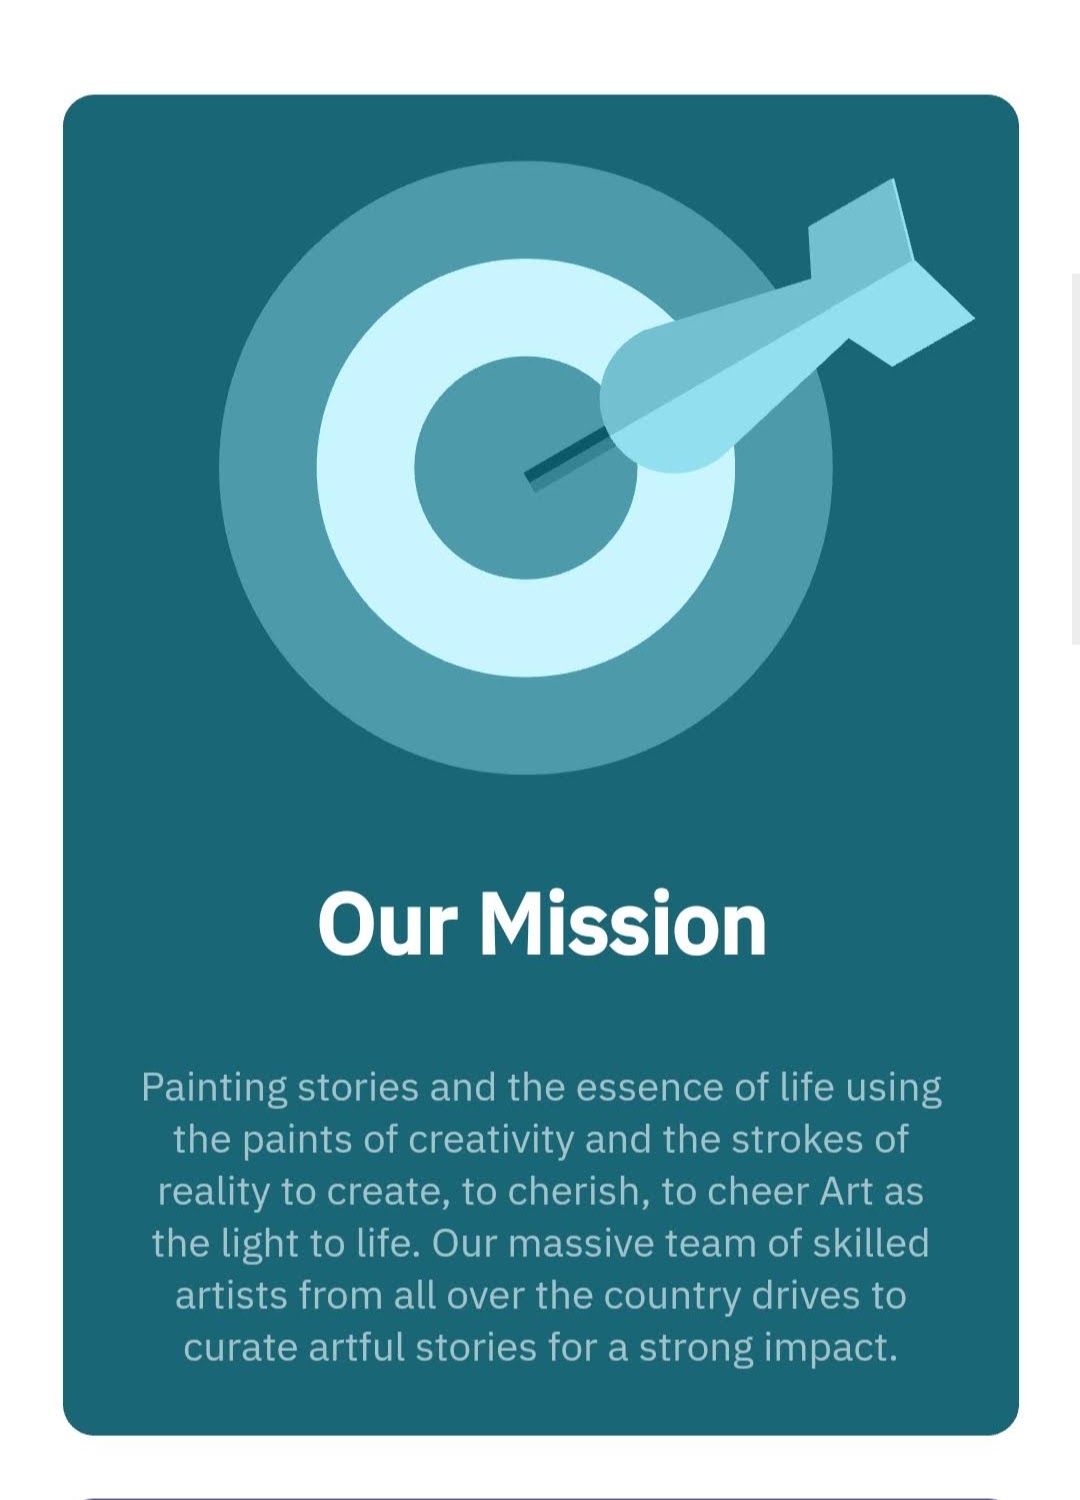 Our Mission
Painting stories and the essence of life using
the paints of creativity and the strokes of
reality to create, to cherish, to cheer Art as
the light to life. Our massive team of skilled
artists from all over the country drives to
curate artful stories for a strong impact.